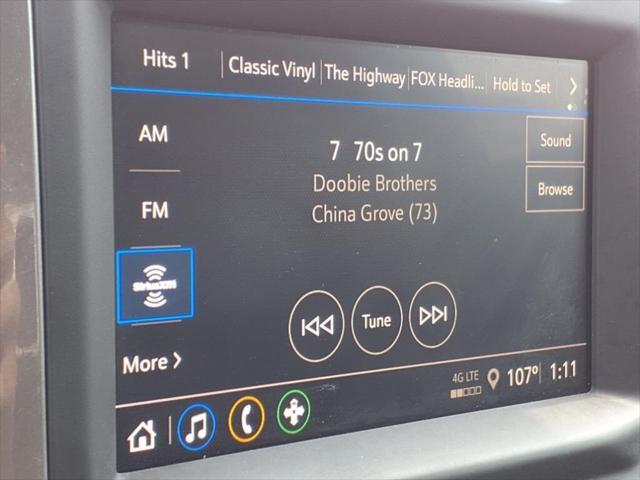 Hits 1 Classic Vinyl The Highway FOX Headli... Hold to Set
AM
7 70s on 7
Sound
Doobie Brothers
Browse
FM
China Grove (73)
SiriusXM
Tune
More
4G LTE
107° 1:11